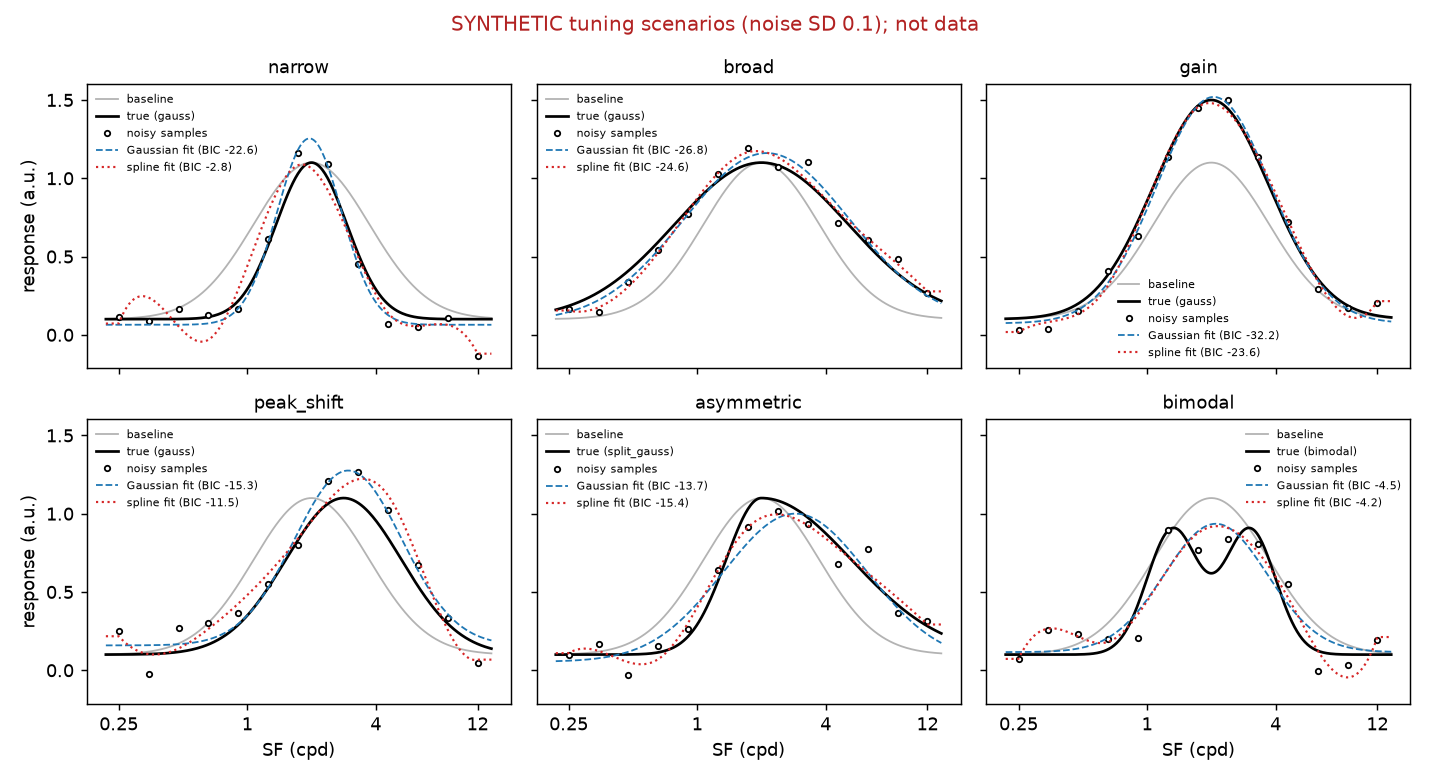 SYNTHETIC tuning scenarios (noise SD 0.1); not data
narrow
baseline
true (gauss)
noisy samples
Gaussian fit (BIC -22.6)
spline fit (BIC -2.8)
1.5
1.0
0.5
0.0
response (a.u.)
broad
baseline
true (gauss)
noisy samples
Gaussian fit (BIC -26.8)
spline fit (BIC -24.6)
gain
baseline
true (gauss)
noisy samples
Gaussian fit (BIC -32.2)
spline fit (BIC -23.6)
peak_shift
baseline
true (gauss)
noisy samples
Gaussian fit (BIC -15.3)
spline fit (BIC -11.5)
1.5
1.0
0.5
0.0
response (a.u.)
0.25 1 4 12
SF (cpd)
asymmetric
baseline
true (split_gauss)
noisy samples
Gaussian fit (BIC -13.7)
spline fit (BIC -15.4)
0.25 1 4 12
SF (cpd)
bimodal
baseline
true (bimodal)
noisy samples
Gaussian fit (BIC -4.5)
spline fit (BIC -4.2)
0.25 1 4 12
SF (cpd)